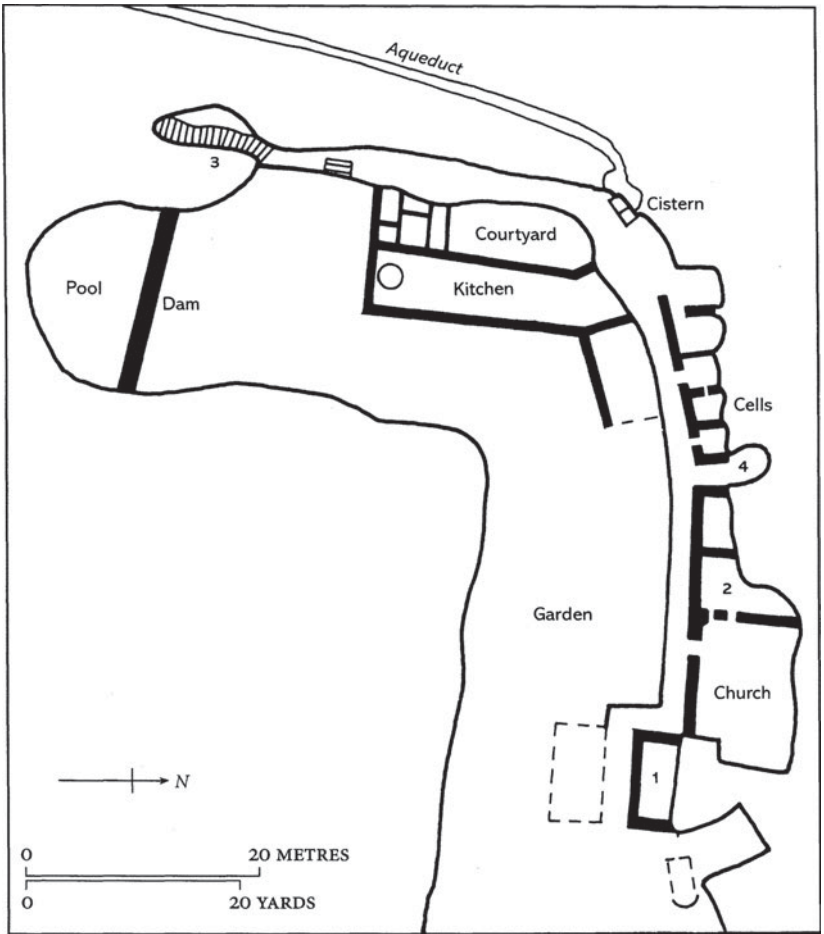 Aqueduct
3
Cistern
Courtyard
Pool
Dam
Kitchen
Cells
4
2
Garden
Church
1
N
0 20 METRES
0 20 YARDS